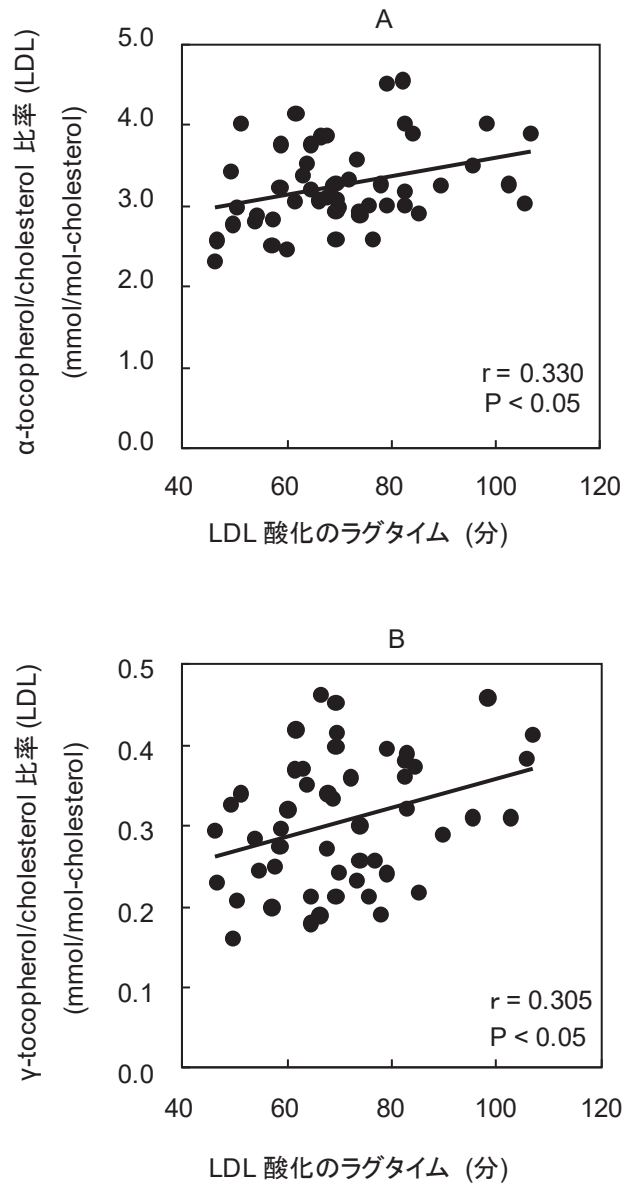 A
α-tocopherol/cholesterol 比率 (LDL)
(mmol/mol-cholesterol)
5.0
4.0
3.0
2.0
1.0
0.0
r = 0.330
P < 0.05
40 60 80 100 120
LDL 酸化のラグタイム (分)
B
γ-tocopherol/cholesterol 比率 (LDL)
(mmol/mol-cholesterol)
0.5
0.4
0.3
0.2
0.1
0.0
r = 0.305
P < 0.05
40 60 80 100 120
LDL 酸化のラグタイム (分)